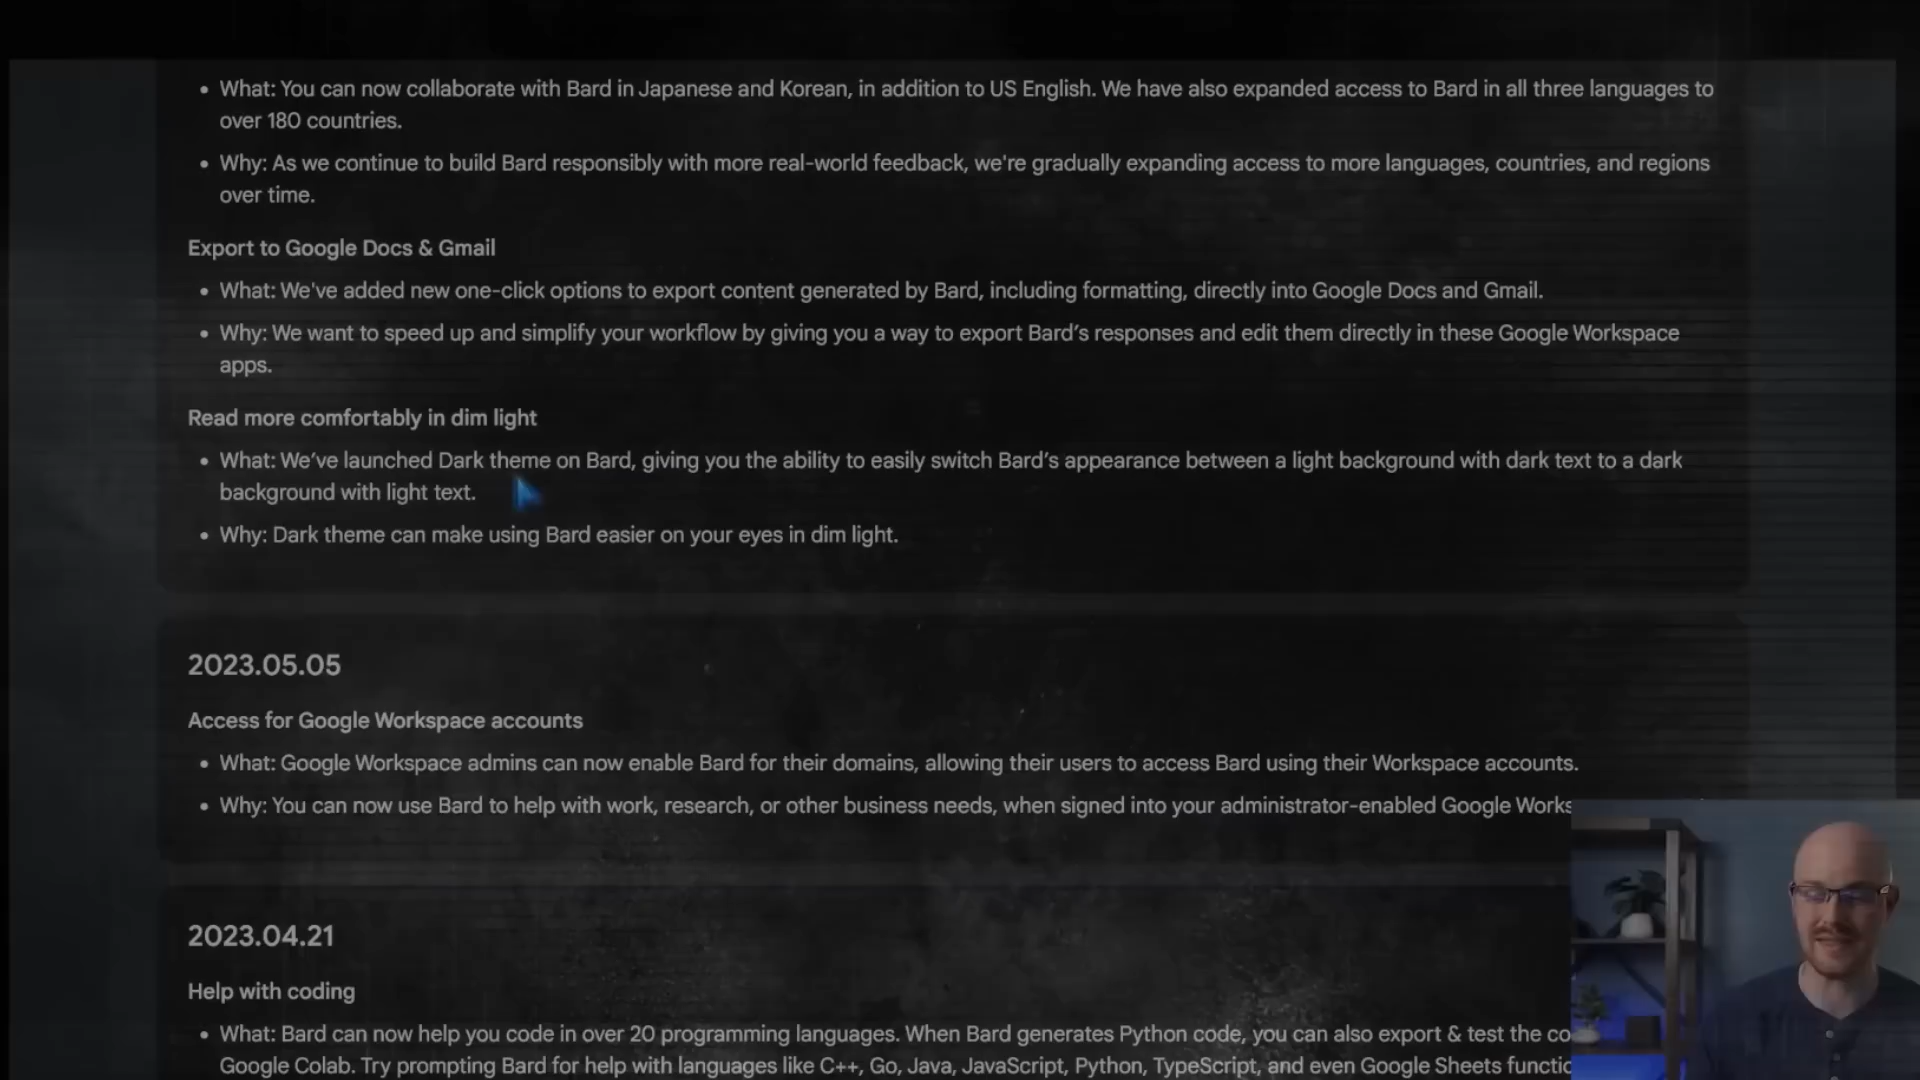 • What: You can now collaborate with Bard in Japanese and Korean, in addition to US English. We have also expanded access to Bard in all three languages to
over 180 countries.
• Why: As we continue to build Bard responsibly with more real-world feedback, we're gradually expanding access to more languages, countries, and regions
over time.
Export to Google Docs & Gmail
• What: We've added new one-click options to export content generated by Bard, including formatting, directly into Google Docs and Gmail.
• Why: We want to speed up and simplify your workflow by giving you a way to export Bard’s responses and edit them directly in these Google Workspace
apps.
Read more comfortably in dim light
• What: We’ve launched Dark theme on Bard, giving you the ability to easily switch Bard’s appearance between a light background with dark text to a dark
background with light text.
• Why: Dark theme can make using Bard easier on your eyes in dim light.
2023.05.05
Access for Google Workspace accounts
• What: Google Workspace admins can now enable Bard for their domains, allowing their users to access Bard using their Workspace accounts.
• Why: You can now use Bard to help with work, research, or other business needs, when signed into your administrator-enabled Google Works
2023.04.21
Help with coding
• What: Bard can now help you code in over 20 programming languages. When Bard generates Python code, you can also export & test the co
Google Colab. Try prompting Bard for help with languages like C++, Go, Java, JavaScript, Python, TypeScript, and even Google Sheets functio